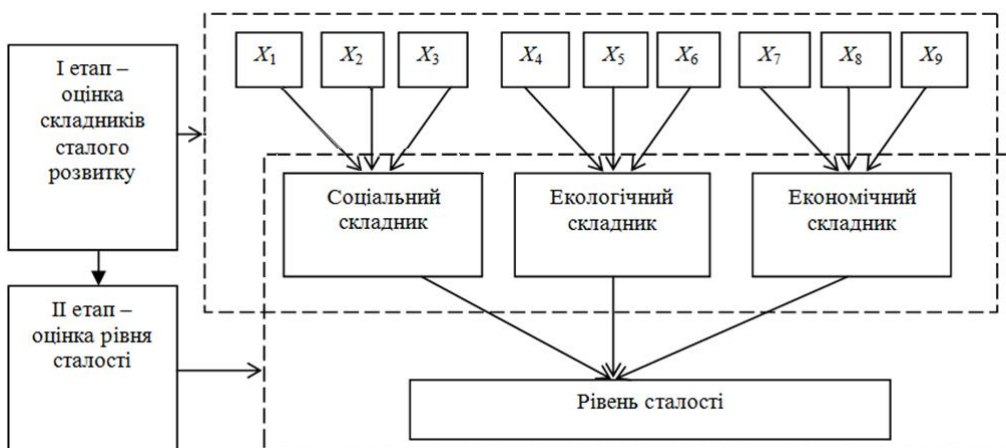 I етап –
оцінка
складників
сталого
розвитку
X1 X2 X3 X4 X5 X6 X7 X8 X9
Соціальний
складник
Екологічний
складник
Економічний
складник
II етап –
оцінка рівня
сталості
Рівень сталості